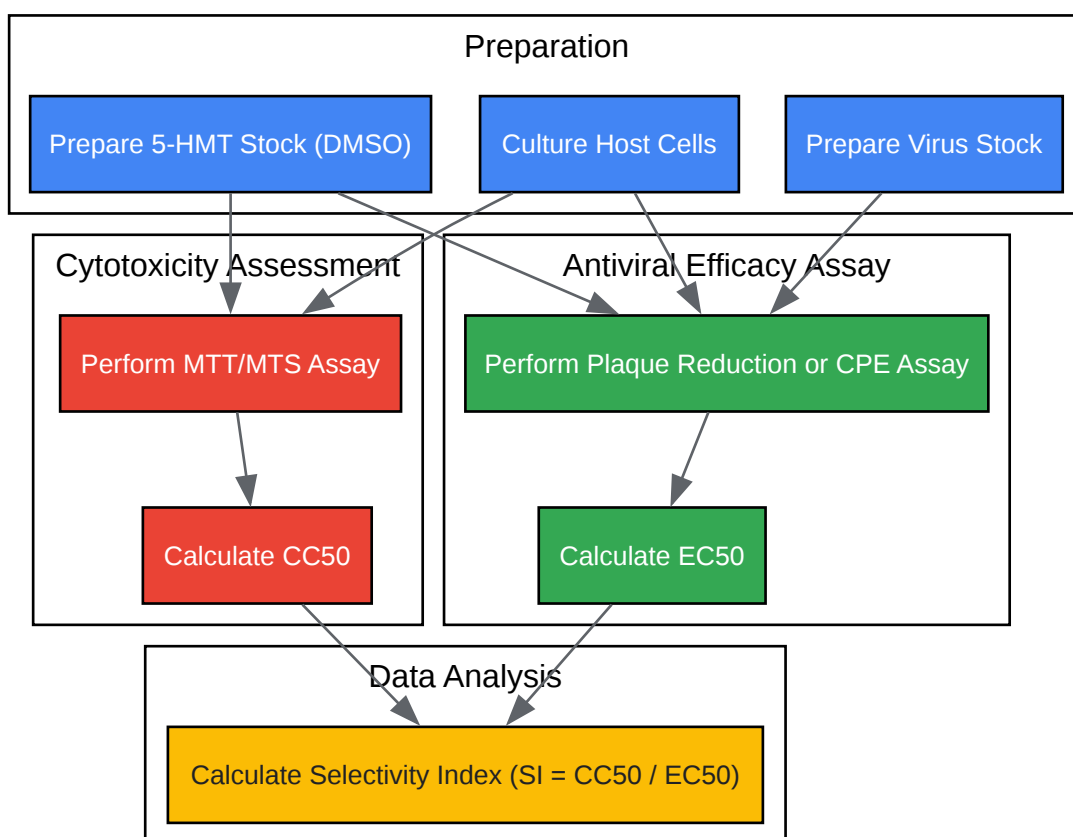 Preparation
Prepare 5-HMT Stock (DMSO)
Culture Host Cells
Prepare Virus Stock
Cytotoxicity Assessment
Antiviral Efficacy Assay
Perform MTT/MTS Assay
Perform Plaque Reduction or CPE Assay
Calculate CC50
Calculate EC50
Data Analysis
Calculate Selectivity Index (SI = CC50 / EC50)